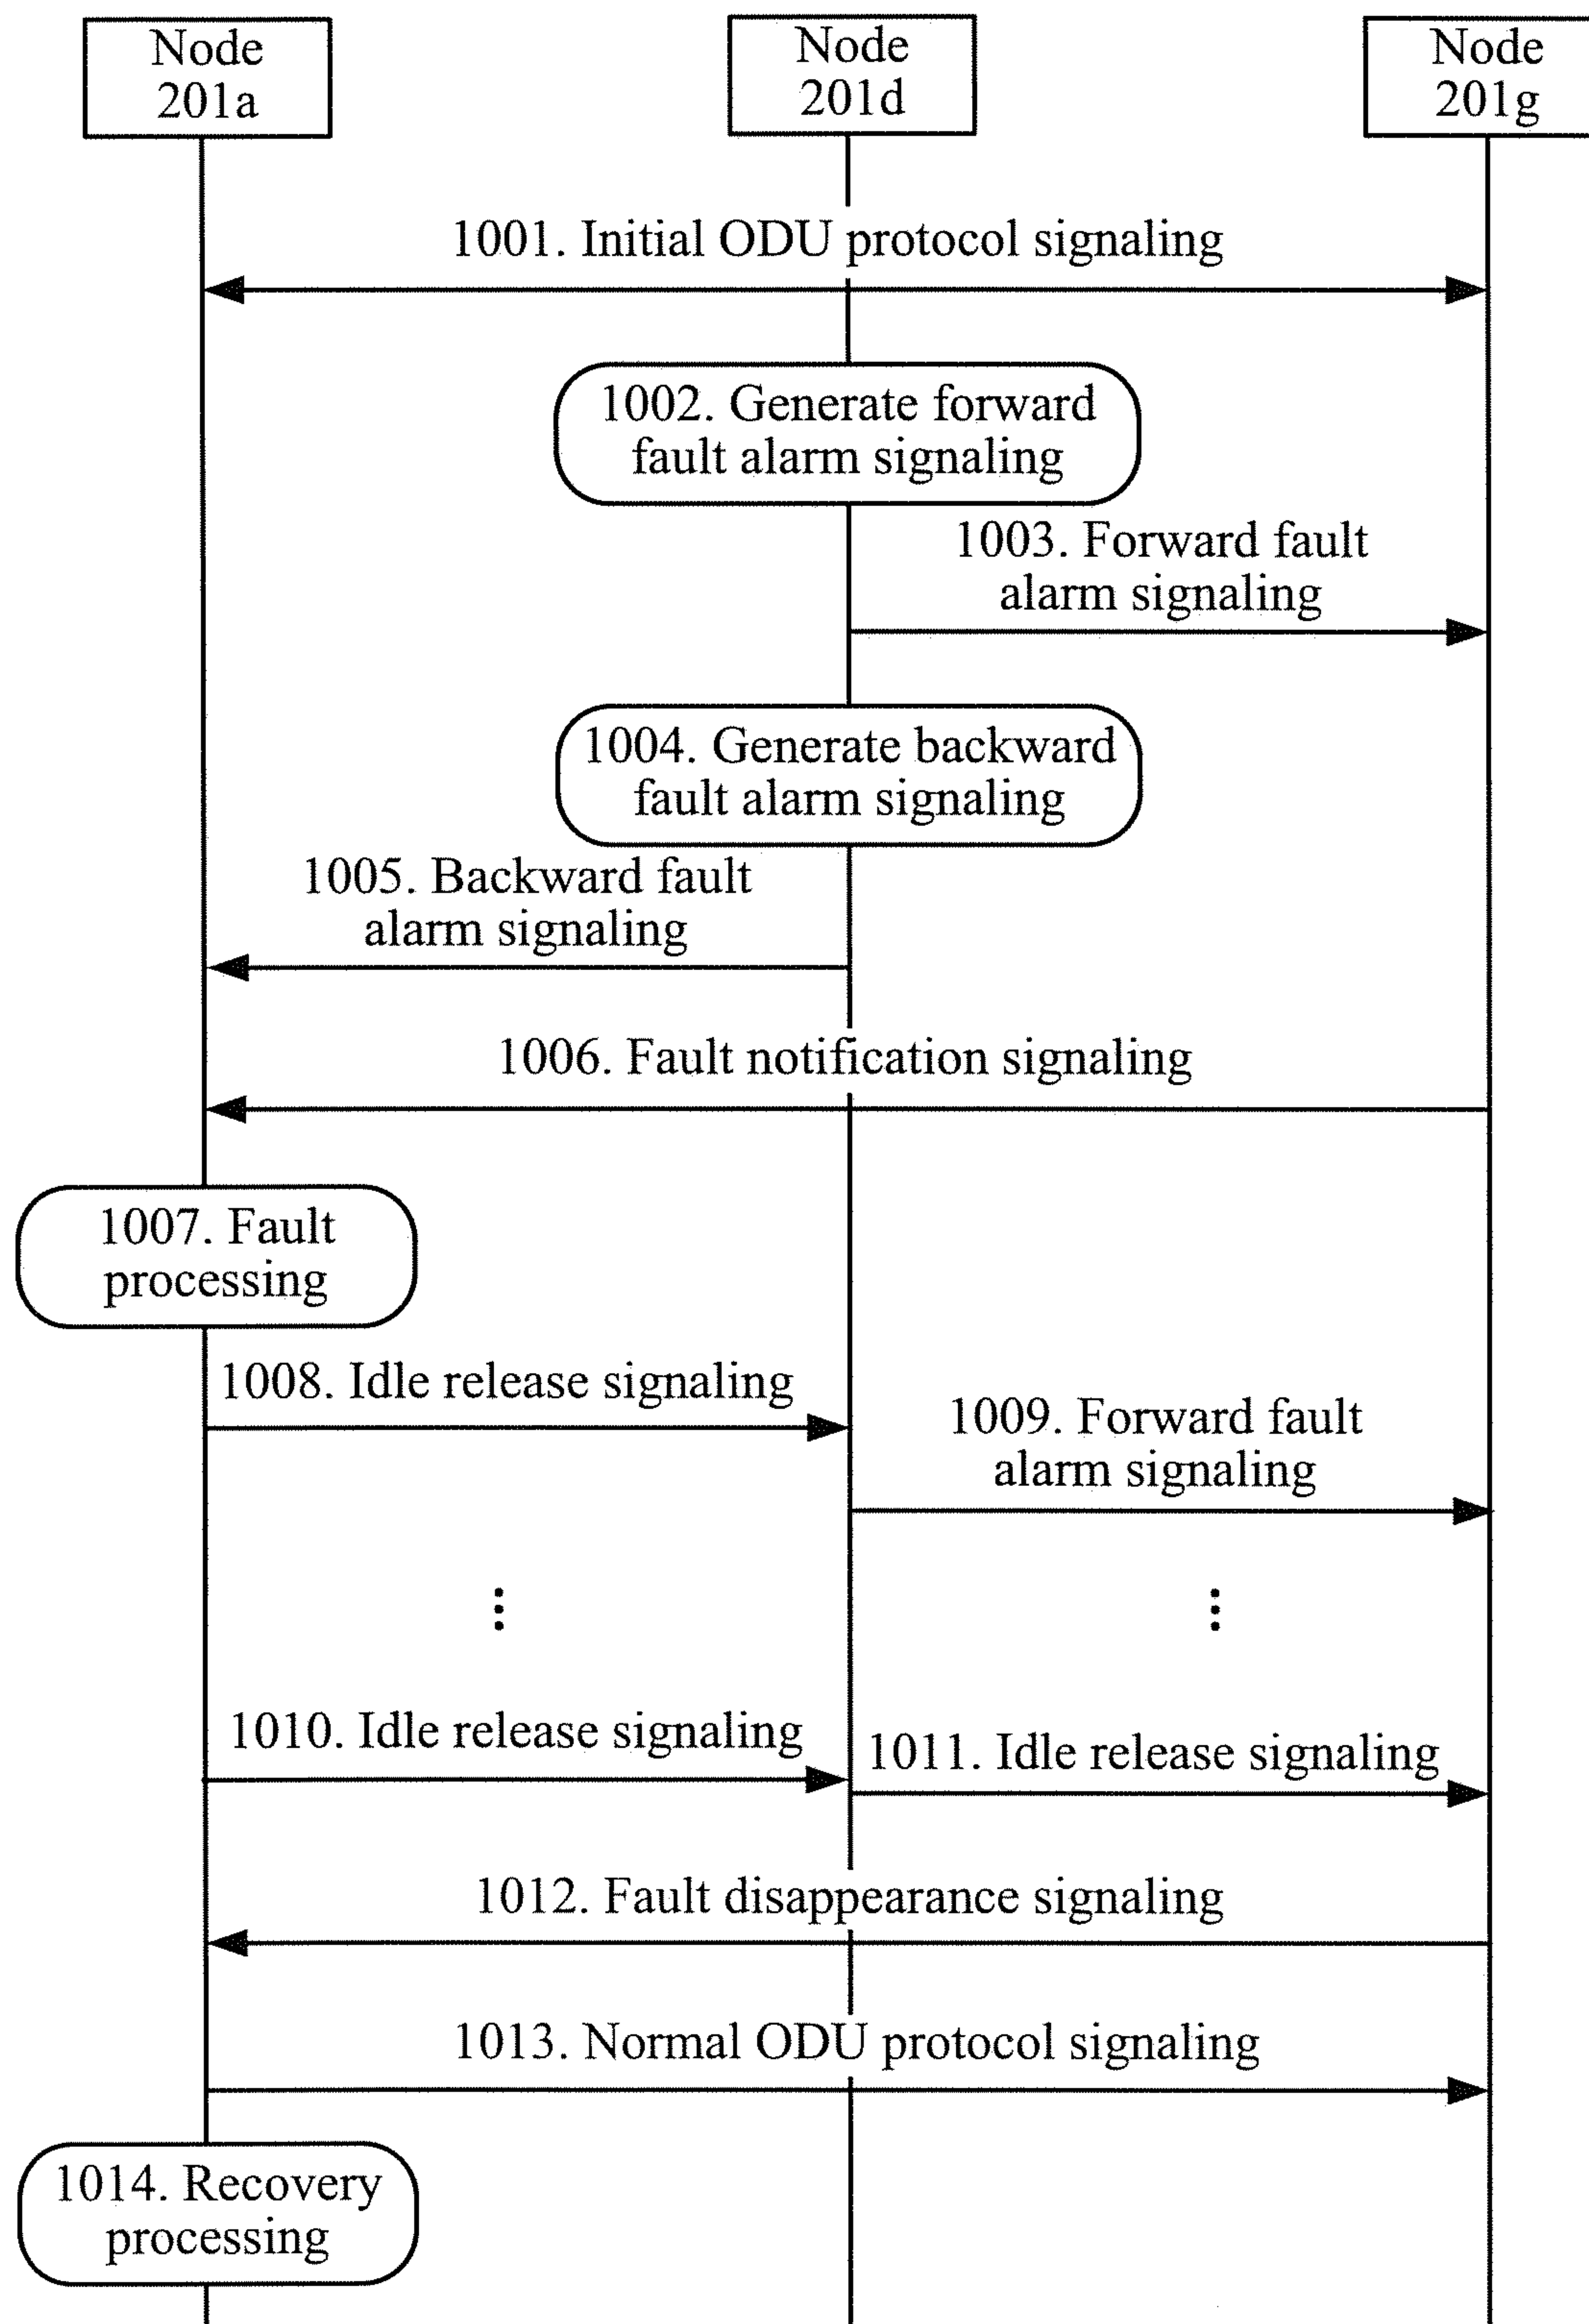 Node
201a
Node
201d
Node
201g
1001. Initial ODU protocol signaling
1002. Generate forward
fault alarm signaling
1003. Forward fault
alarm signaling
1004. Generate backward
fault alarm signaling
1005. Backward fault
alarm signaling
1006. Fault notification signaling
1007. Fault
processing
1008. Idle release signaling
1009. Forward fault
alarm signaling
1010. Idle release signaling
1011. Idle release signaling
1012. Fault disappearance signaling
1013. Normal ODU protocol signaling
1014. Recovery
processing